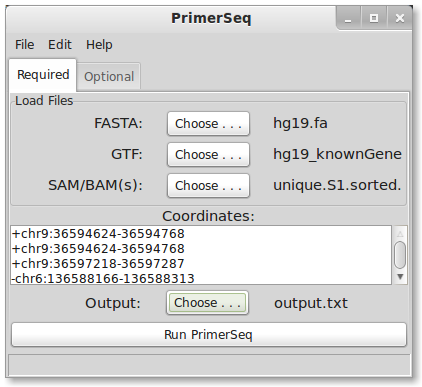 PrimerSeq
File Edit Help
Required Optional
Load Files
FASTA: Choose . . . hg19.fa
GTF: Choose . . . hg19_knownGene
SAM/BAM(s): Choose . . . unique.S1.sorted.
Coordinates:
+chr9:36594624-36594768
+chr9:36594624-36594768
+chr9:36597218-36597287
-chr6:136588166-136588313
Output: Choose . . . output.txt
Run PrimerSeq